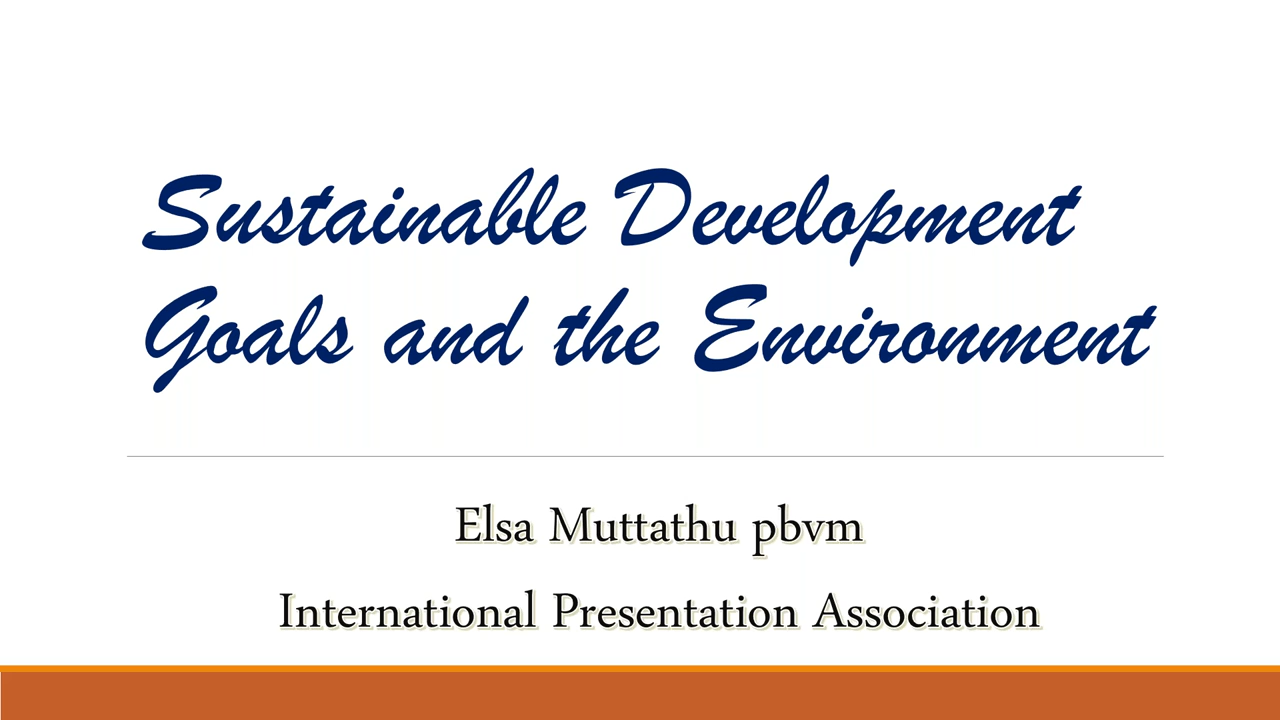 Sustainable Development
Goals and the Environment
Elsa Muttathu pbvm
International Presentation Association